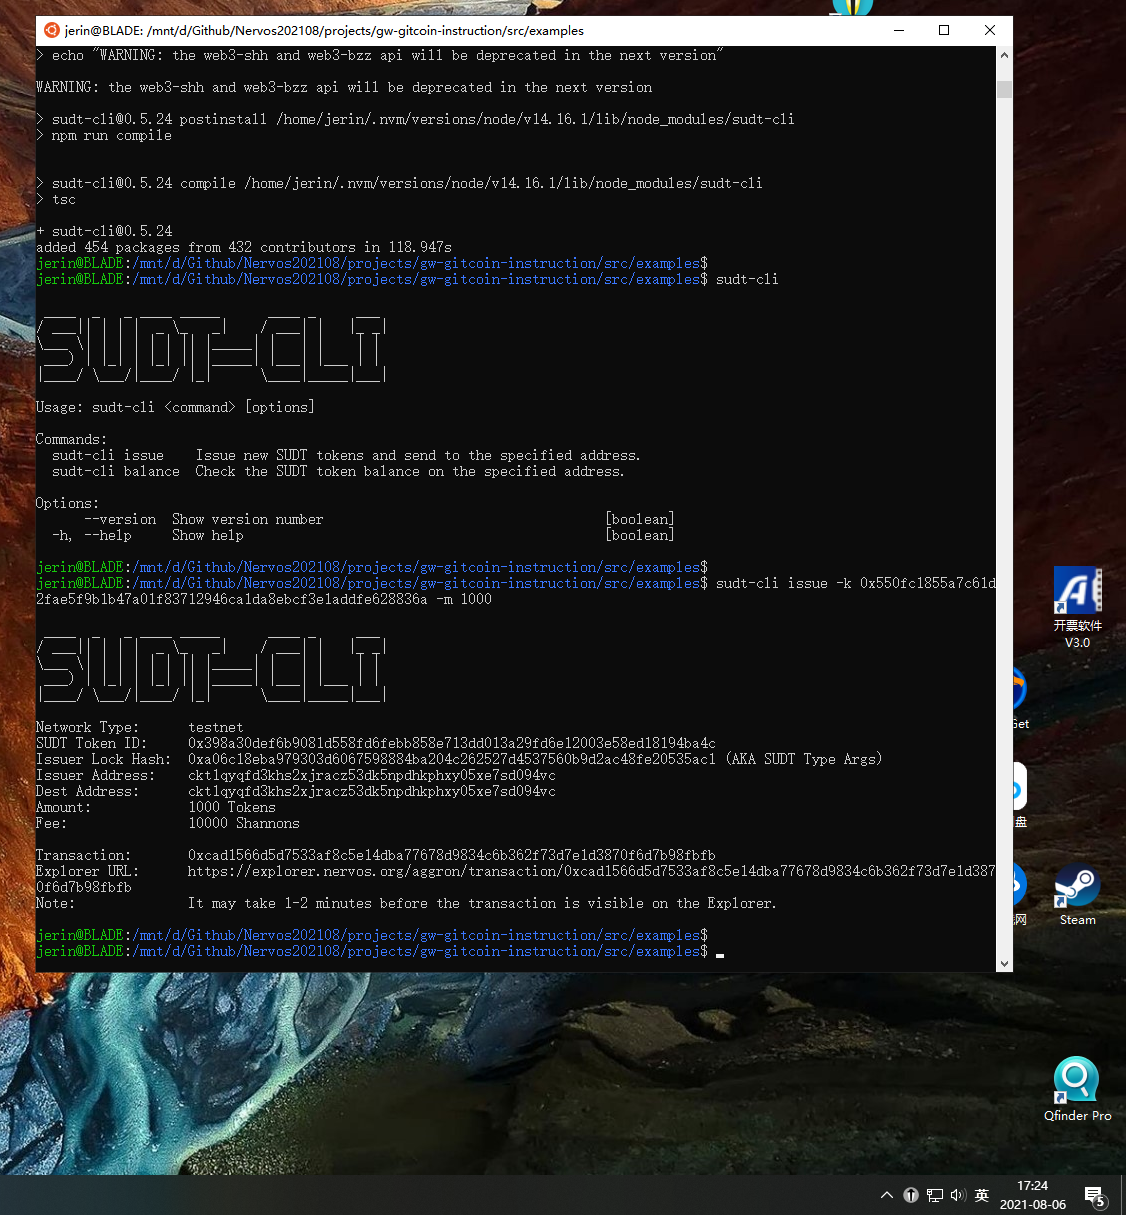 jerin@BLADE: /mnt/d/Github/Nervos202108/projects/gw-gitcoin-instruction/src/examples
> echo "WARNING: the web3-shh and web3-bzz api will be deprecated in the next version"
WARNING: the web3-shh and web3-bzz api will be deprecated in the next version
> sudt-cli@0.5.24 postinstall /home/jerin/.nvm/versions/node/v14.16.1/lib/node_modules/sudt-cli
> npm run compile
> sudt-cli@0.5.24 compile /home/jerin/.nvm/versions/node/v14.16.1/lib/node_modules/sudt-cli
> tsc
+ sudt-cli@0.5.24
added 454 packages from 432 contributors in 118.947s
jerin@BLADE:/mnt/d/Github/Nervos202108/projects/gw-gitcoin-instruction/src/examples$
jerin@BLADE:/mnt/d/Github/Nervos202108/projects/gw-gitcoin-instruction/src/examples$ sudt-cli
SUDT-CLI
Usage: sudt-cli <command> [options]
Commands:
sudt-cli issue    Issue new SUDT tokens and send to the specified address.
sudt-cli balance  Check the SUDT token balance on the specified address.
Options:
--version  Show version number [boolean]
-h, --help     Show help [boolean]
jerin@BLADE:/mnt/d/Github/Nervos202108/projects/gw-gitcoin-instruction/src/examples$
jerin@BLADE:/mnt/d/Github/Nervos202108/projects/gw-gitcoin-instruction/src/examples$ sudt-cli issue -k 0x550fc1855a7c61d
2fae5f9b1b47a01f83712946ca1da8ebcf3e1addfe628836a -m 1000
SUDT-CLI
Network Type: testnet
SUDT Token ID: 0x398a30def6b9081d558fd6febb858e713dd013a29fd6e12003e58ed18194ba4c
Issuer Lock Hash: 0xa06c18eba979303d6067598884ba204c262527d4537560b9d2ac48fe20535ac1 (AKA SUDT Type Args)
Issuer Address: ckt1qyqfd3khs2xjracz53dk5npdhkphxy05xe7sd094vc
Dest Address: ckt1qyqfd3khs2xjracz53dk5npdhkphxy05xe7sd094vc
Amount: 1000 Tokens
Fee: 10000 Shannons
Transaction: 0xcad1566d5d7533af8c5e14dba77678d9834c6b362f73d7e1d3870f6d7b98fbfb
Explorer URL: https://explorer.nervos.org/aggron/transaction/0xcad1566d5d7533af8c5e14dba77678d9834c6b362f73d7e1d387
0f6d7b98fbfb
Note: It may take 1-2 minutes before the transaction is visible on the Explorer.
jerin@BLADE:/mnt/d/Github/Nervos202108/projects/gw-gitcoin-instruction/src/examples$
jerin@BLADE:/mnt/d/Github/Nervos202108/projects/gw-gitcoin-instruction/src/examples$
开票软件
V3.0
Get
盘
网
Steam
Qfinder Pro
英
17:24
2021-08-06
5